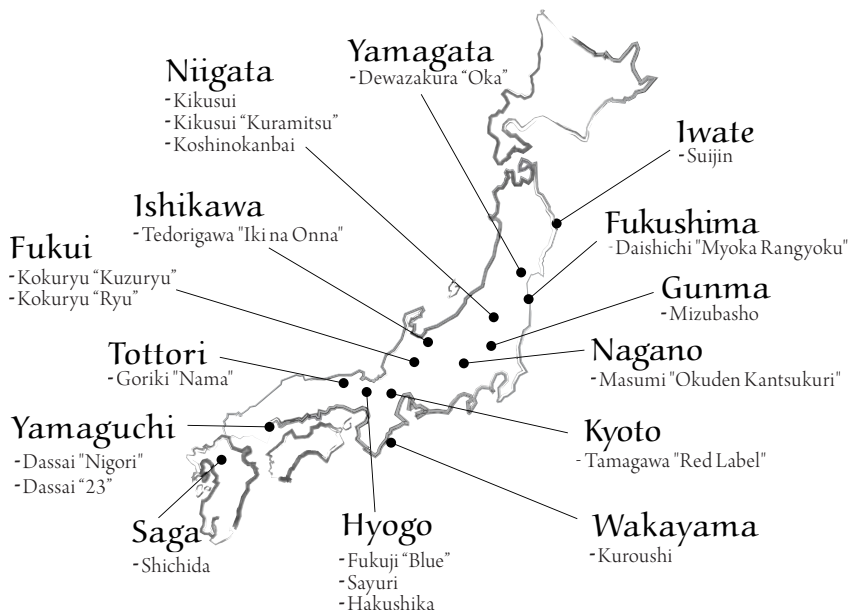 Yamagata
-Dewazakura “Oka”
Niigata
-Kikusui
-Kikusui “Kuramitsu”
-Koshinokanbai
Iwate
-Suijin
Ishikawa
-Tedorigawa "Iki na Onna"
Fukushima
-Daishichi "Myoka Rangyoku"
Fukui
-Kokuryu “Kuzuryu”
-Kokuryu “Ryu”
Gunma
-Mizubasho
Tottori
-Goriki "Nama"
Nagano
-Masumi "Okuden Kantsukuri"
Yamaguchi
-Dassai "Nigori"
-Dassai “23”
Kyoto
-Tamagawa "Red Label"
Saga
-Shichida
Hyogo
-Fukuji “Blue”
-Sayuri
-Hakushika
Wakayama
-Kuroushi